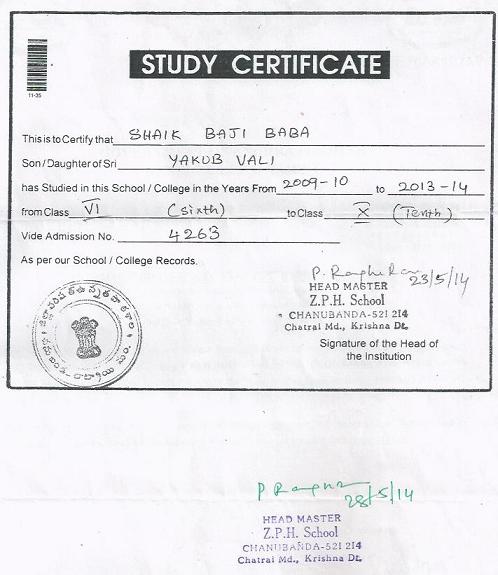 11-35
STUDY CERTIFICATE
This is to Certify that SHAIK BAJI BABA
Son / Daughter of Sri YAKUB VALI
has Studied in this School / College in the Years From 2009-10 to 2013-14
from Class VI (sixth) to Class X (Tenth)
Vide Admission No. 4263
As per our School / College Records.
23/5/14
HEAD MASTER
Z.P.H. School
CHANUBANDA-521 214
Chatrai Md., Krishna Dt.
Signature of the Head of
the Institution
28/5/14
HEAD MASTER
Z.P.H. School
CHANUBANDA-521 214
Chatrai Md., Krishna Dt.